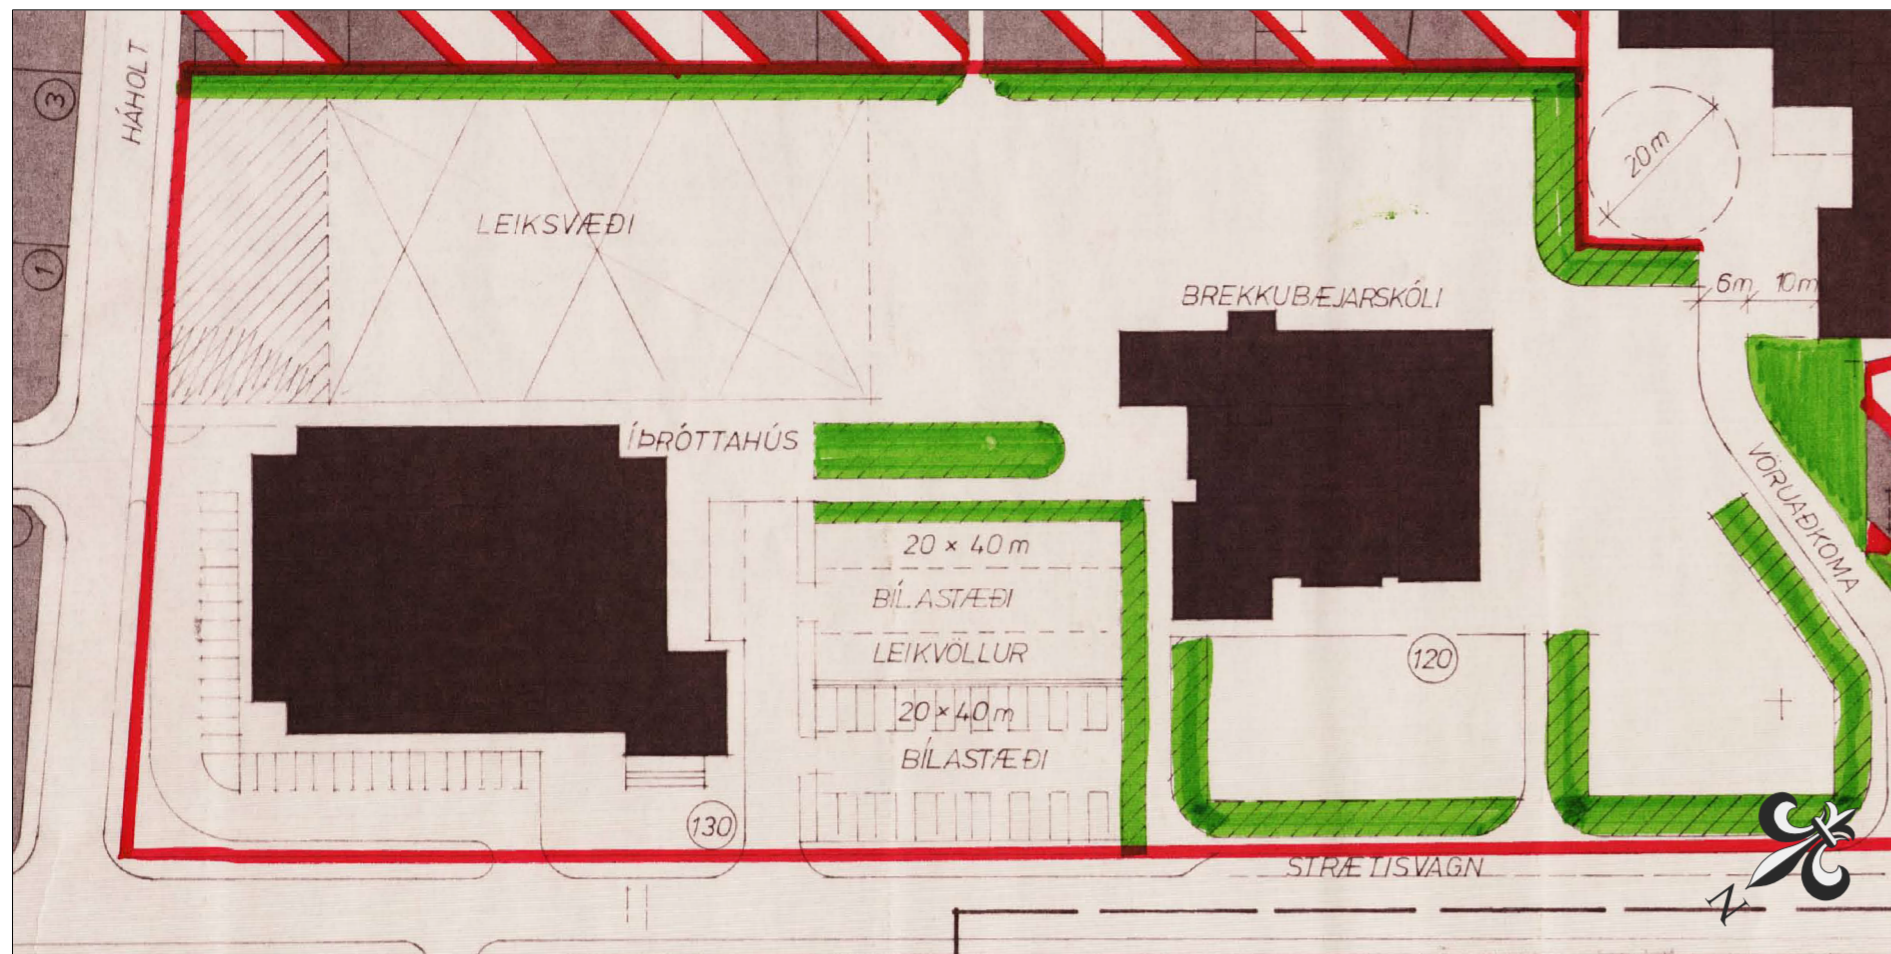 HÁHOLT
3
1
LEIKSVÆÐI
20 m
6m
10m
BREKKUBÆJARSKÓLI
ÍÞRÓTTAHÚS
VÖRUAÐKOMA
20 × 40 m
BÍLASTÆÐI
LEIKVÖLLUR
20 × 40 m
BÍLASTÆÐI
120
130
STRÆTISVAGN
N